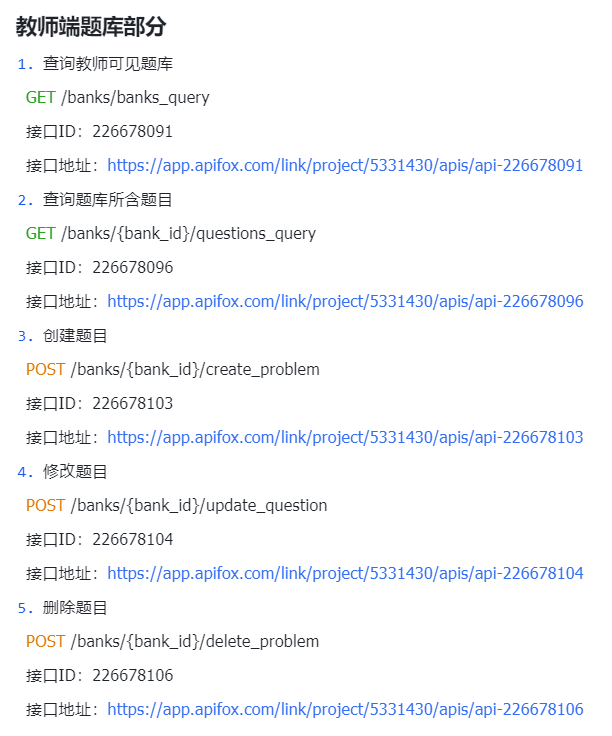 教师端题库部分
1. 查询教师可见题库
GET /banks/banks_query
接口ID：226678091
接口地址：https://app.apifox.com/link/project/5331430/apis/api-226678091
2. 查询题库所含题目
GET /banks/{bank_id}/questions_query
接口ID：226678096
接口地址：https://app.apifox.com/link/project/5331430/apis/api-226678096
3. 创建题目
POST /banks/{bank_id}/create_problem
接口ID：226678103
接口地址：https://app.apifox.com/link/project/5331430/apis/api-226678103
4. 修改题目
POST /banks/{bank_id}/update_question
接口ID：226678104
接口地址：https://app.apifox.com/link/project/5331430/apis/api-226678104
5. 删除题目
POST /banks/{bank_id}/delete_problem
接口ID：226678106
接口地址：https://app.apifox.com/link/project/5331430/apis/api-226678106